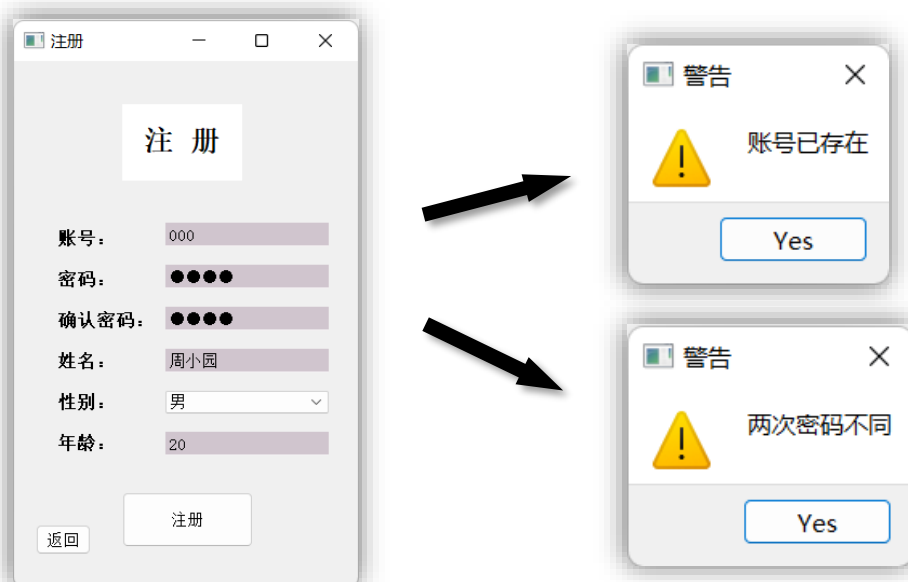 注册
注 册
账号： 000
密码： ●●●●
确认密码： ●●●●
姓名： 周小园
性别： 男
年龄： 20
注册
返回
警告
账号已存在
Yes
警告
两次密码不同
Yes